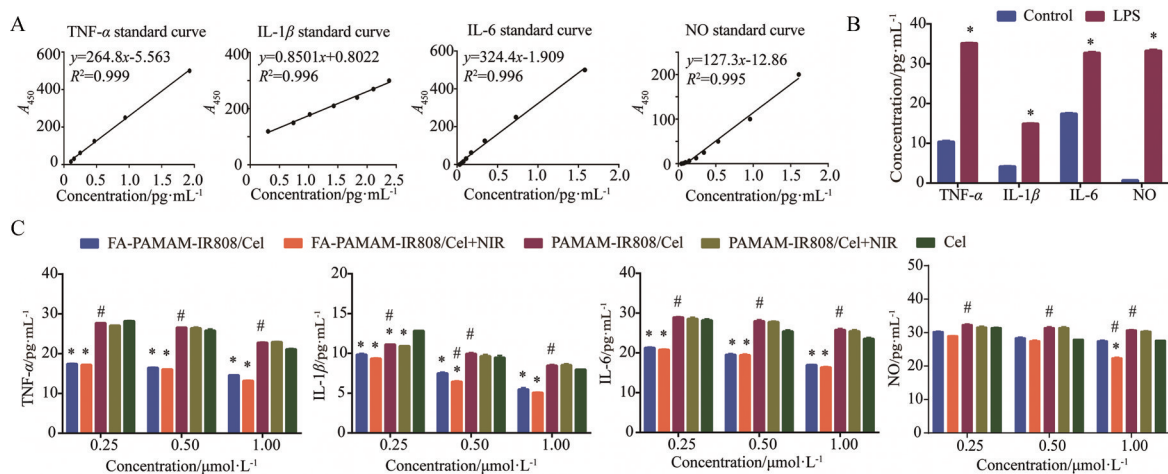 A
TNF-α standard curve
y=264.8x-5.563
R²=0.999
A₄₅₀
600
400
200
0
0 0.5 1.0 1.5 2.0
Concentration/pg·mL⁻¹
IL-1β standard curve
y=0.8501x+0.8022
R²=0.996
A₄₅₀
400
200
0
0 0.5 1.0 1.5 2.0 2.5
Concentration/pg·mL⁻¹
IL-6 standard curve
y=324.4x-1.909
R²=0.996
A₄₅₀
600
400
200
0
0 0.5 1.0 1.5 2.0
Concentration/pg·mL⁻¹
NO standard curve
y=127.3x-12.86
R²=0.995
A₄₅₀
250
200
150
100
50
0
0 0.5 1.0 1.5 2.0
Concentration/pg·mL⁻¹
B
Control LPS
Concentration/pg·mL⁻¹
40
30
20
10
0
* * * *
TNF-α IL-1β IL-6 NO
C
FA-PAMAM-IR808/Cel FA-PAMAM-IR808/Cel+NIR PAMAM-IR808/Cel PAMAM-IR808/Cel+NIR Cel
TNF-α/pg·mL⁻¹
40
30
20
10
0
# # #
* * * * * *
0.25 0.50 1.00
Concentration/μmol·L⁻¹
IL-1β/pg·mL⁻¹
15
10
5
0
#
* * * * * # * # * * #
0.25 0.50 1.00
Concentration/μmol·L⁻¹
IL-6/pg·mL⁻¹
40
30
20
10
0
# # #
* * * * * *
0.25 0.50 1.00
Concentration/μmol·L⁻¹
NO/pg·mL⁻¹
50
40
30
20
10
0
# # # #
*
0.25 0.50 1.00
Concentration/μmol·L⁻¹